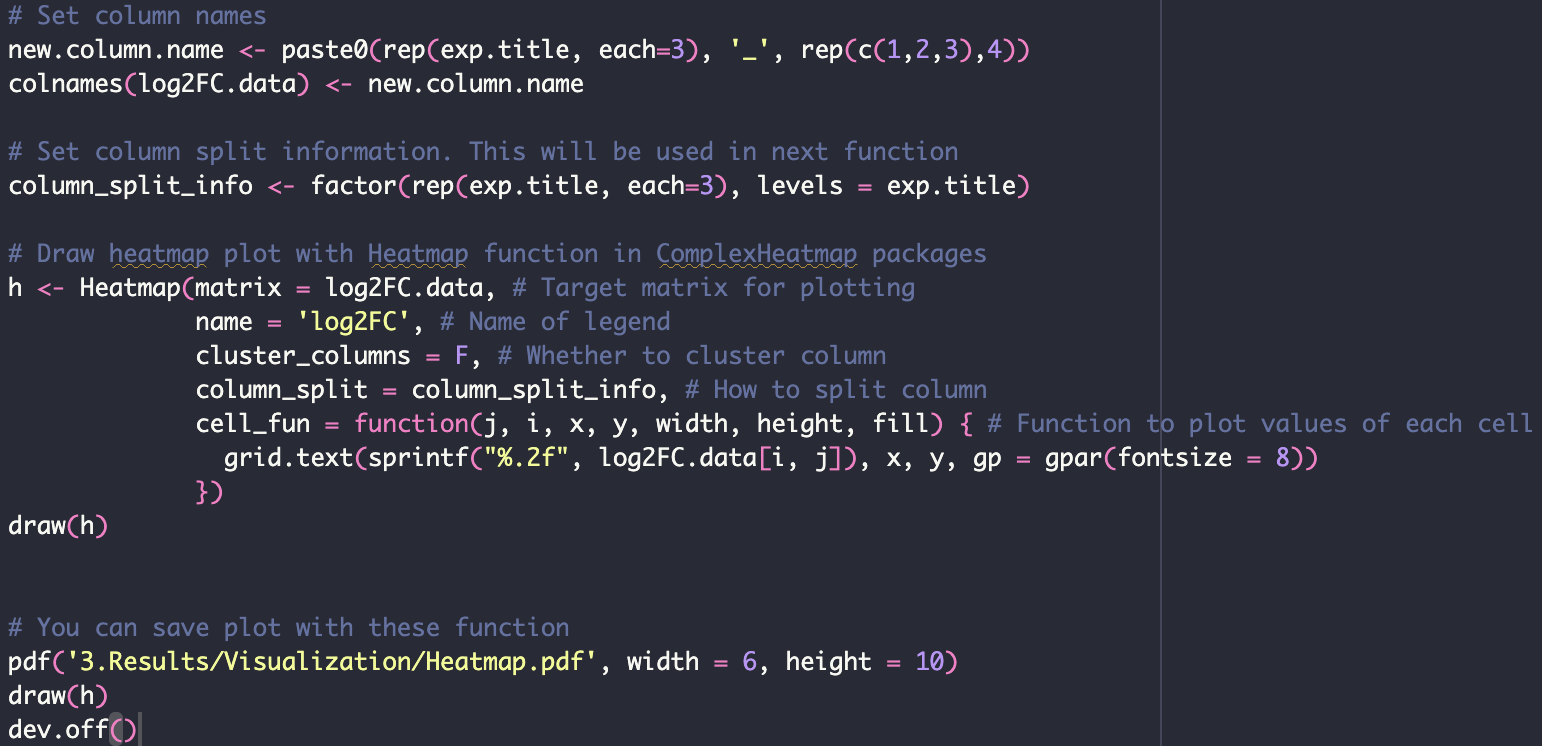 # Set column names
new.column.name <- paste0(rep(exp.title, each=3), '_', rep(c(1,2,3),4))
colnames(log2FC.data) <- new.column.name
# Set column split information. This will be used in next function
column_split_info <- factor(rep(exp.title, each=3), levels = exp.title)
# Draw heatmap plot with Heatmap function in ComplexHeatmap packages
h <- Heatmap(matrix = log2FC.data, # Target matrix for plotting
             name = 'log2FC', # Name of legend
             cluster_columns = F, # Whether to cluster column
             column_split = column_split_info, # How to split column
             cell_fun = function(j, i, x, y, width, height, fill) { # Function to plot values of each cell
               grid.text(sprintf("%.2f", log2FC.data[i, j]), x, y, gp = gpar(fontsize = 8))
             })
draw(h)
# You can save plot with these function
pdf('3.Results/Visualization/Heatmap.pdf', width = 6, height = 10)
draw(h)
dev.off()